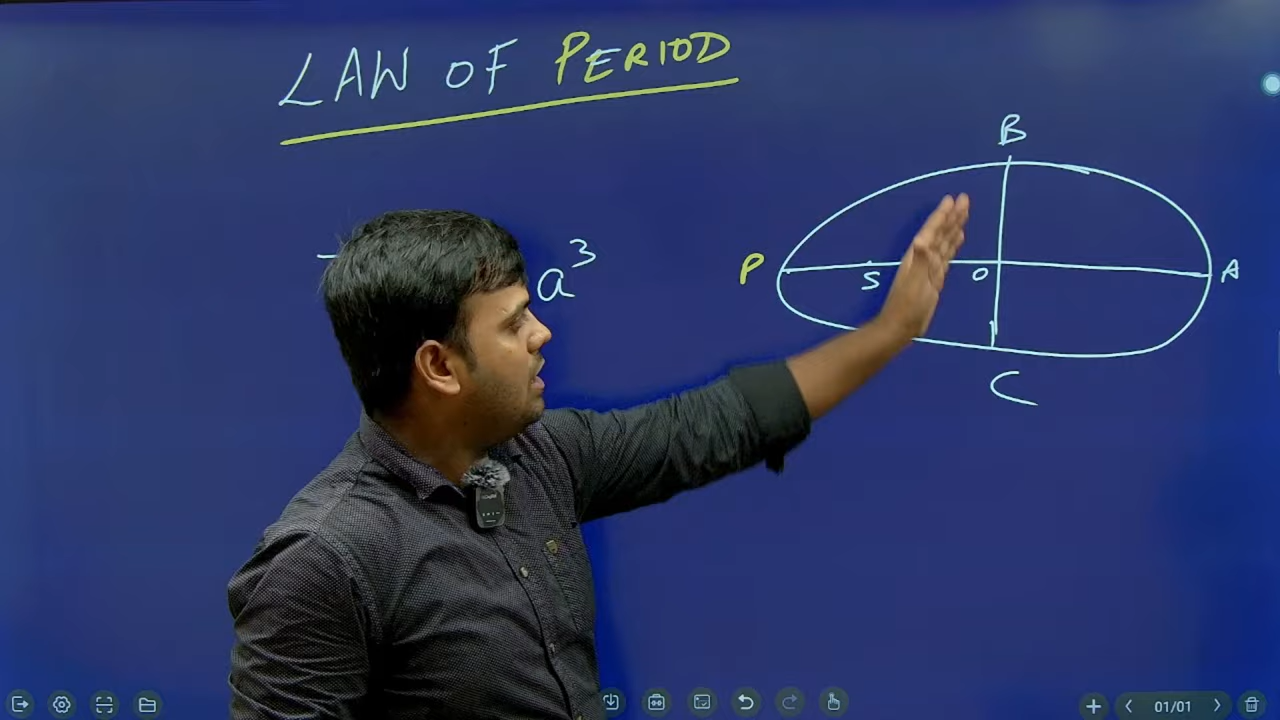 LAW OF PERIOD
a³
B
P S O A
C
01/01